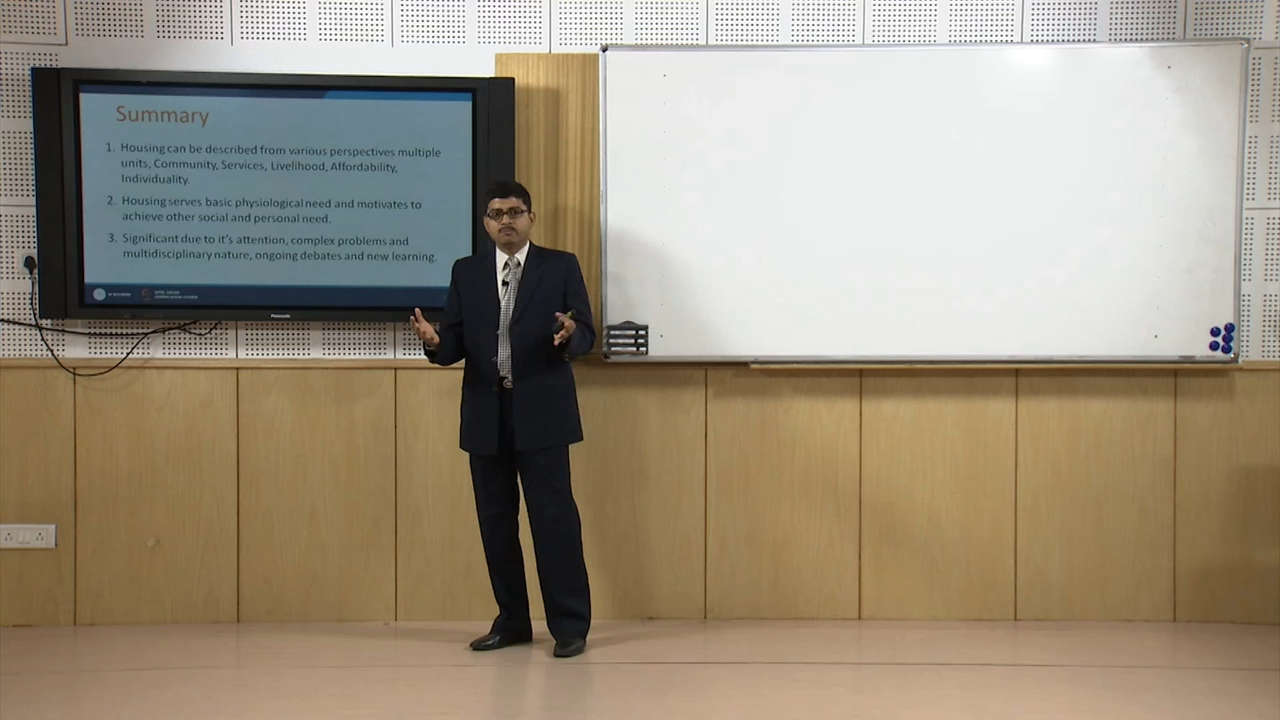 Summary
1. Housing can be described from various perspectives multiple
units, Community, Services, Livelihood, Affordability,
Individuality.
2. Housing serves basic physiological need and motivates to
achieve other social and personal need.
3. Significant due to it's attention, complex problems and
multidisciplinary nature, ongoing debates and new learning.
Panasonic